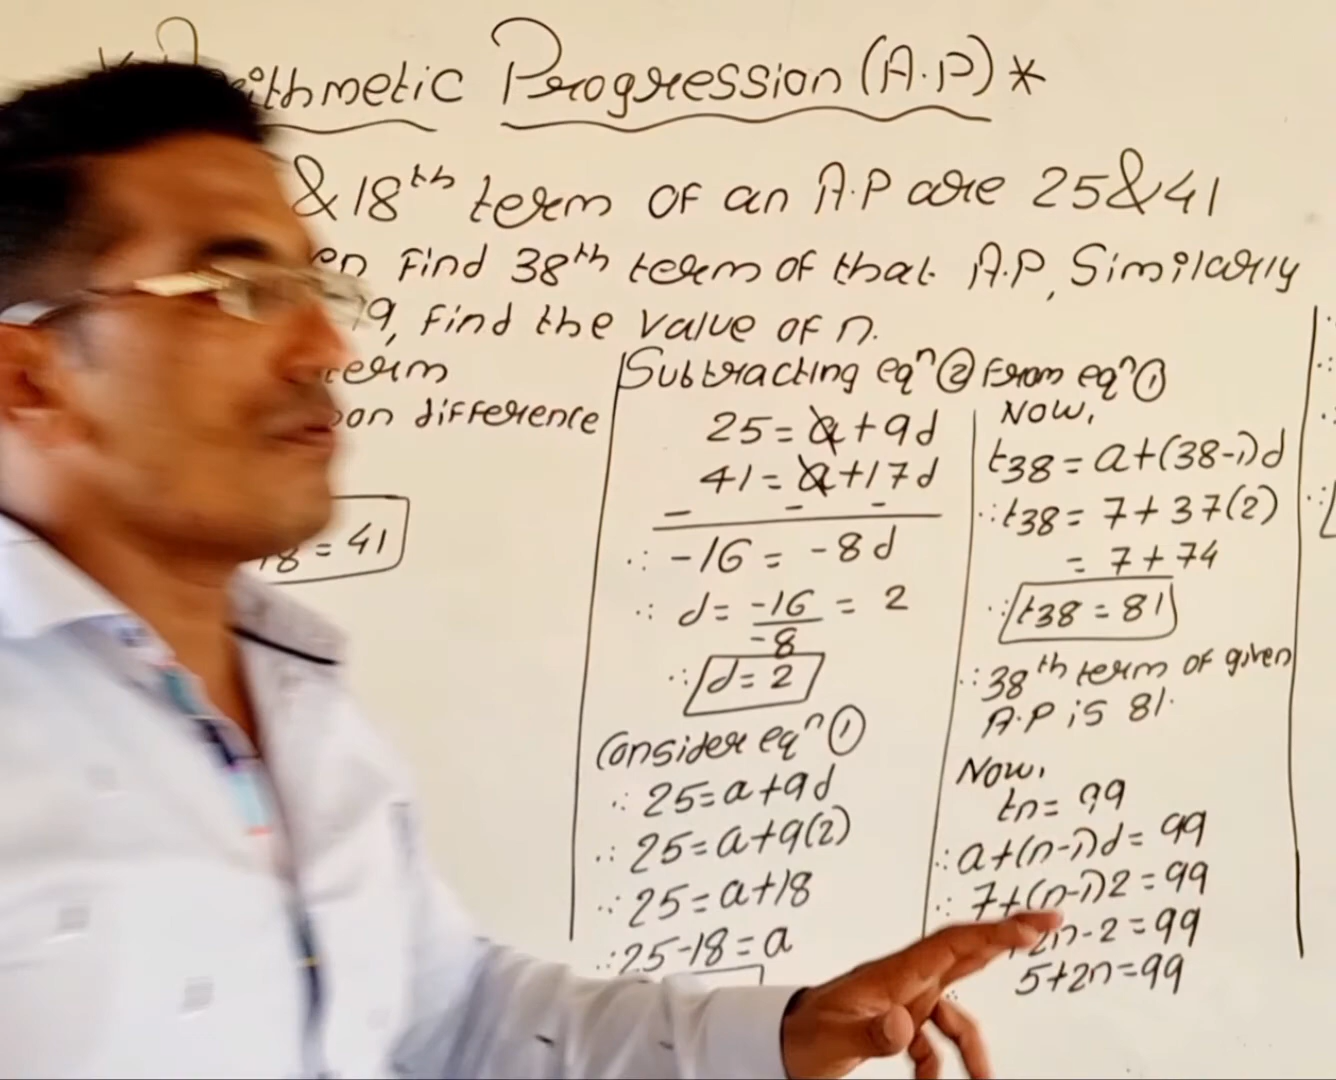 Arithmetic Progression (A.P) *
& 18th term OF an A.P are 25 & 41
Find 38th term of that A.P, Similarly
find the value of n.
term
difference
18 = 41
Subtracting eqn ② From eqn ①
25 = a + 9d
41 = a + 17d
- - -
∴ -16 = -8d
∴ d = -16/-8 = 2
∴ d = 2
Consider eqn ①
∴ 25 = a + 9d
∴ 25 = a + 9(2)
∴ 25 = a + 18
∴ 25 - 18 = a
Now,
t38 = a + (38-1)d
∴ t38 = 7 + 37(2)
= 7 + 74
∴ t38 = 81
∴ 38th term of given
A.P is 81.
Now,
tn = 99
∴ a + (n-1)d = 99
∴ 7 + (n-1)2 = 99
2n - 2 = 99
∴ 5 + 2n = 99